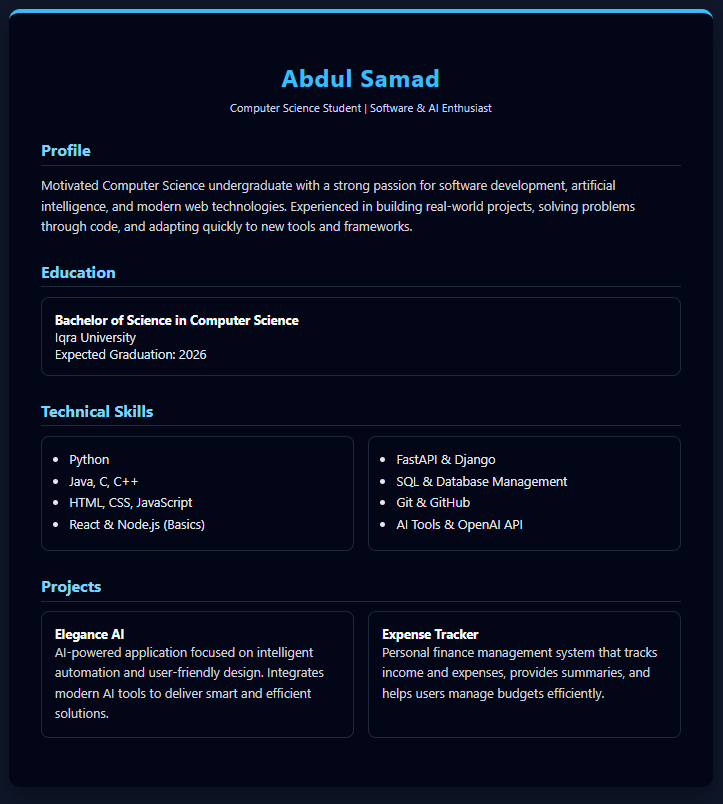 Abdul Samad
Computer Science Student | Software & AI Enthusiast
Profile
Motivated Computer Science undergraduate with a strong passion for software development, artificial
intelligence, and modern web technologies. Experienced in building real-world projects, solving problems
through code, and adapting quickly to new tools and frameworks.
Education
Bachelor of Science in Computer Science
Iqra University
Expected Graduation: 2026
Technical Skills
• Python
• Java, C, C++
• HTML, CSS, JavaScript
• React & Node.js (Basics)
• FastAPI & Django
• SQL & Database Management
• Git & GitHub
• AI Tools & OpenAI API
Projects
Elegance AI
AI-powered application focused on intelligent
automation and user-friendly design. Integrates
modern AI tools to deliver smart and efficient
solutions.
Expense Tracker
Personal finance management system that tracks
income and expenses, provides summaries, and
helps users manage budgets efficiently.